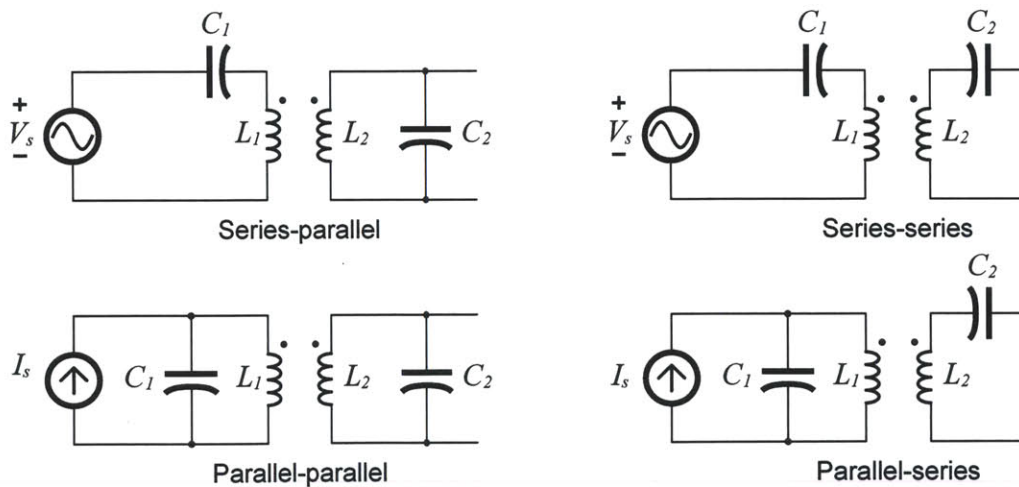 C1
+
Vs
−
L1
L2
C2
Series-parallel
C1
C2
+
Vs
−
L1
L2
Series-series
Is
C1
L1
L2
C2
Parallel-parallel
C2
Is
C1
L1
L2
Parallel-series